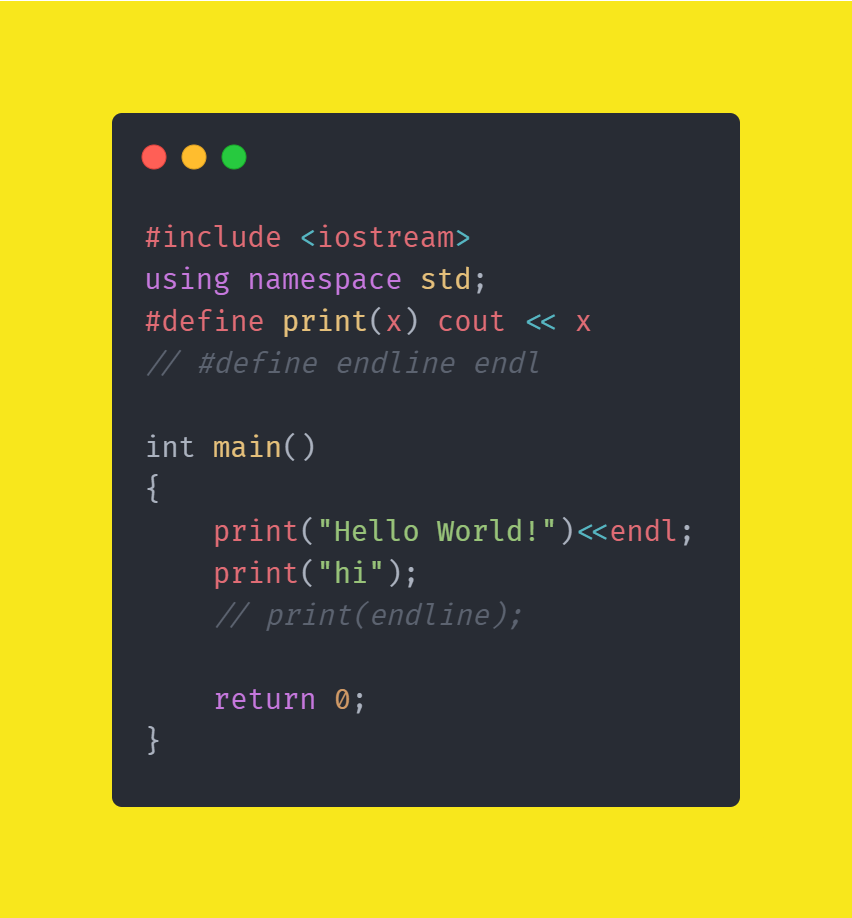 #include <iostream>
using namespace std;
#define print(x) cout << x
// #define endline endl
int main()
{
print("Hello World!")<<endl;
print("hi");
// print(endline);
return 0;
}